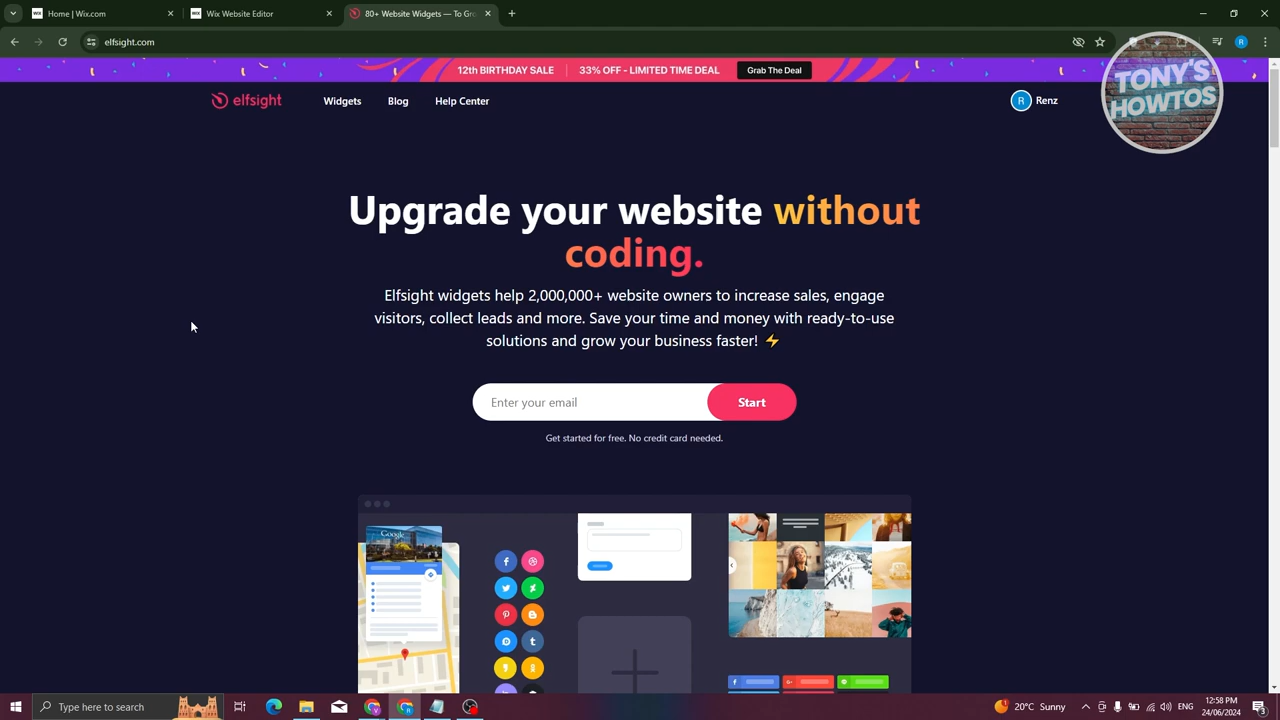 Home | Wix.com
Wix Website Editor
80+ Website Widgets — To Gro
elfsight.com
12th BIRTHDAY SALE
33% OFF - LIMITED TIME DEAL
Grab The Deal
TONY'S
HOWTOS
elfsight
Widgets
Blog
Help Center
R Renz
Upgrade your website without
coding.
Elfsight widgets help 2,000,000+ website owners to increase sales, engage
visitors, collect leads and more. Save your time and money with ready-to-use
solutions and grow your business faster! ⚡
Enter your email
Start
Get started for free. No credit card needed.
Google
Type here to search
20°C Sunny
ENG
12:58 PM
24/06/2024